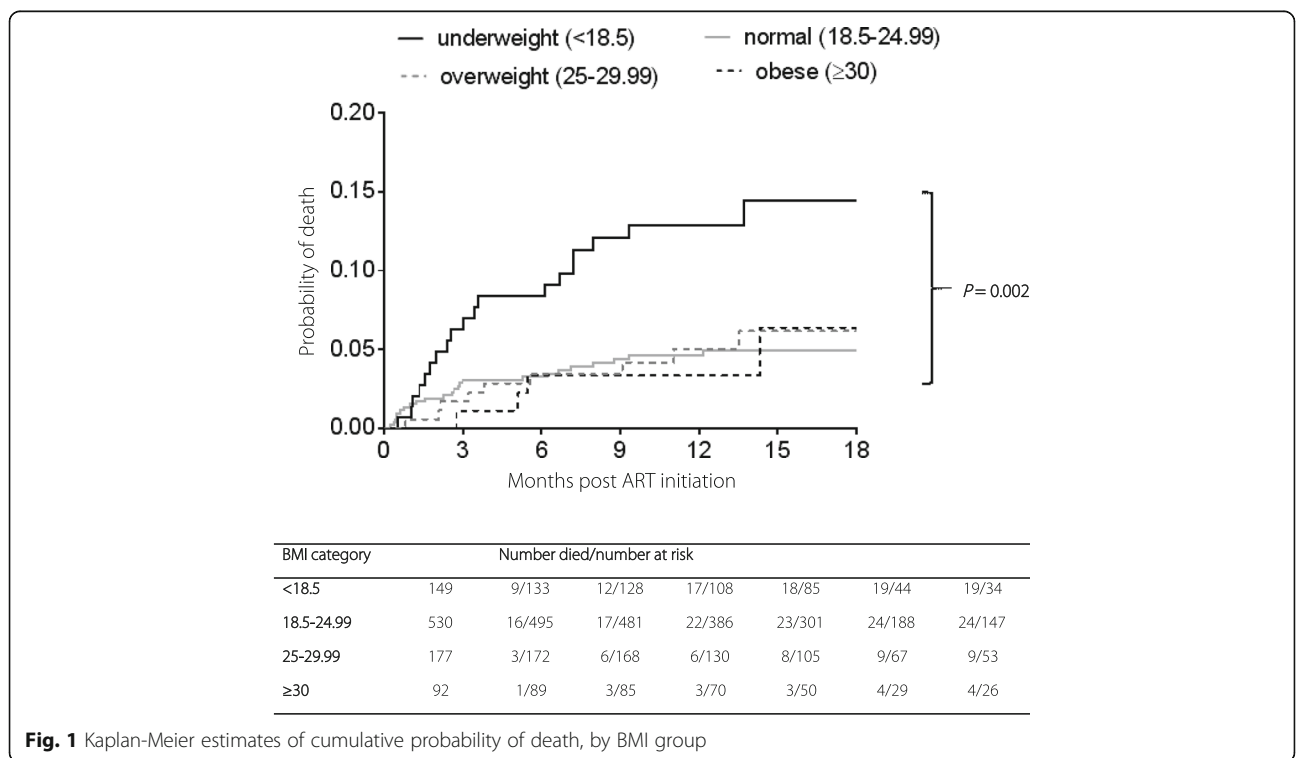 underweight (<18.5) normal (18.5-24.99)
overweight (25-29.99) obese (≥30)
0.20
0.15
0.10
0.05
0.00
Probability of death
0 3 6 9 12 15 18
Months post ART initiation
P = 0.002
BMI category Number died/number at risk
<18.5 149 9/133 12/128 17/108 18/85 19/44 19/34
18.5-24.99 530 16/495 17/481 22/386 23/301 24/188 24/147
25-29.99 177 3/172 6/168 6/130 8/105 9/67 9/53
≥30 92 1/89 3/85 3/70 3/50 4/29 4/26
Fig. 1 Kaplan-Meier estimates of cumulative probability of death, by BMI group